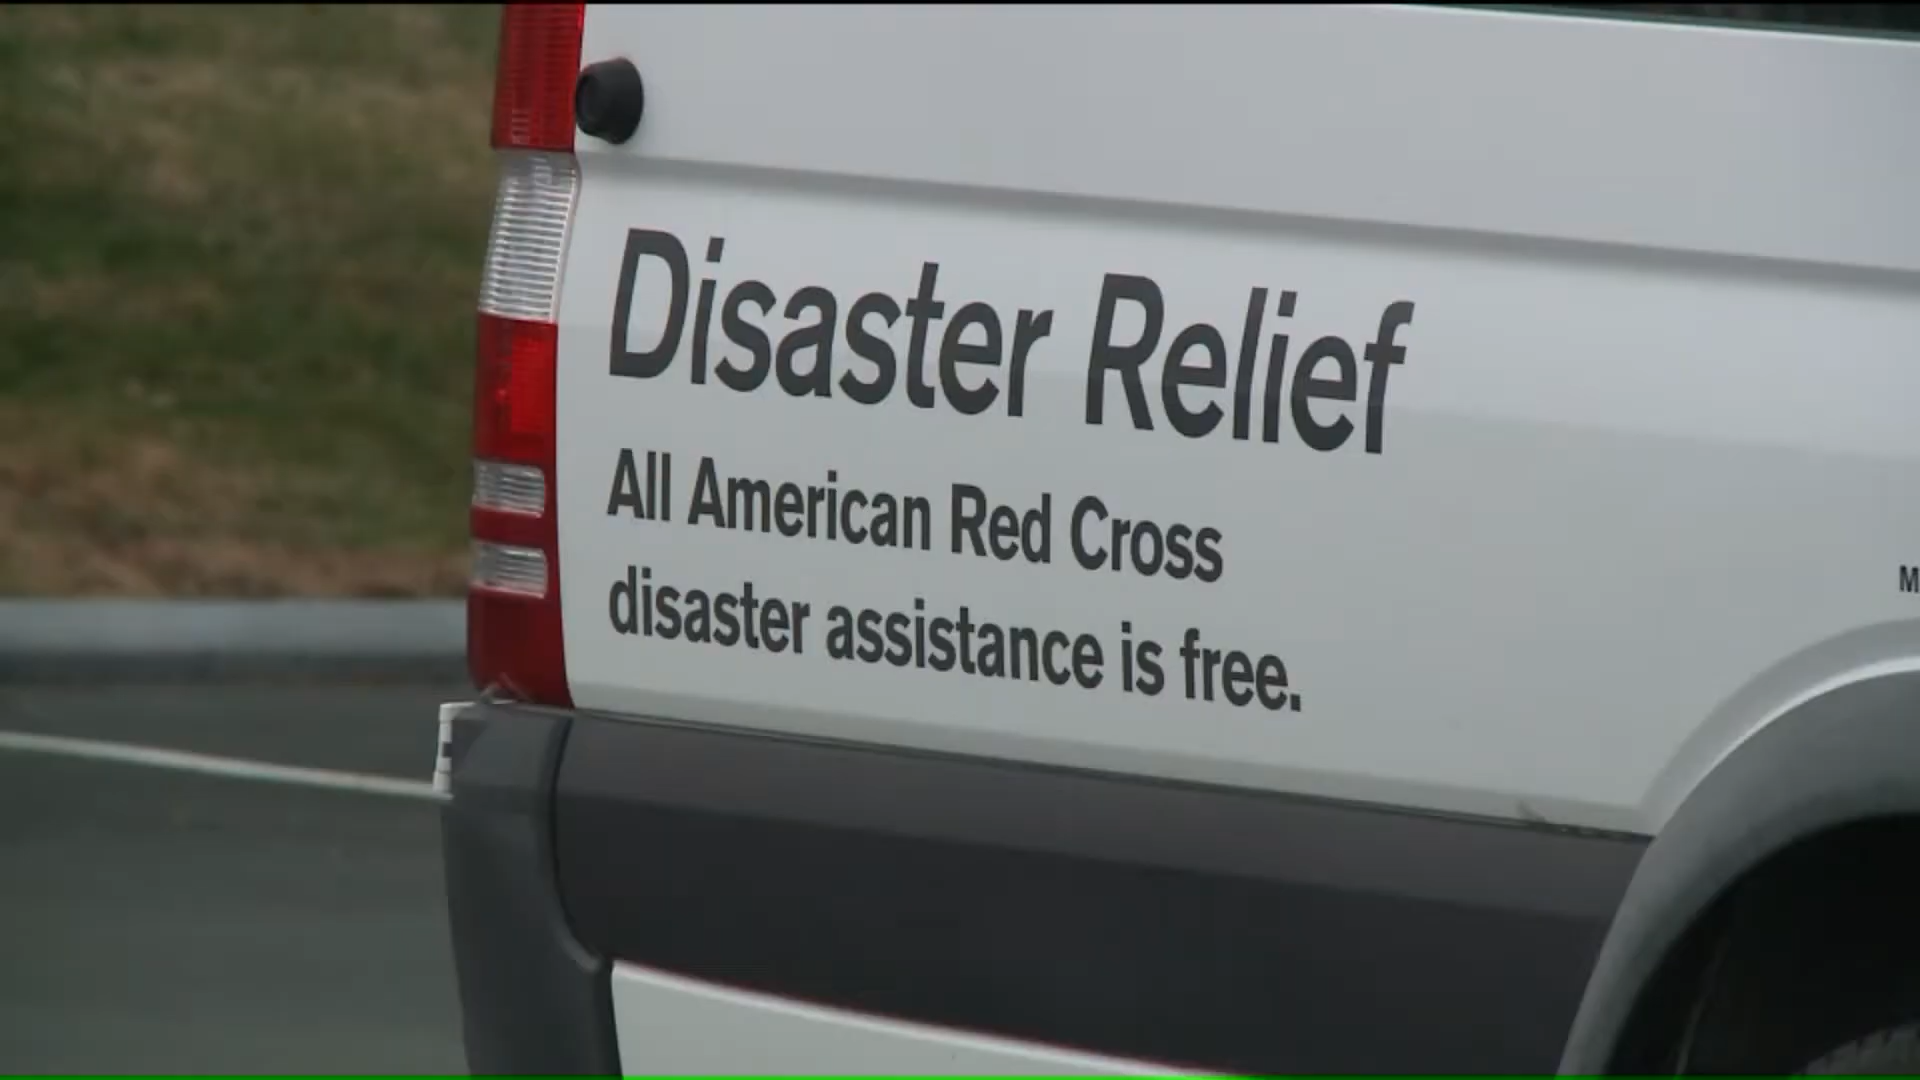 Disaster Relief
All American Red Cross
disaster assistance is free.
M